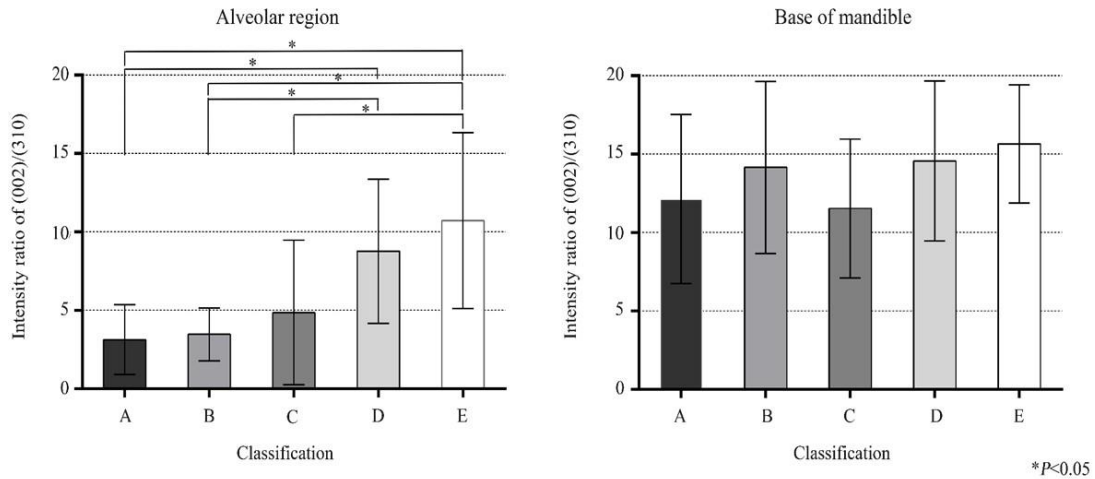 Alveolar region
Intensity ratio of (002)/(310)
20
15
10
5
0
*
*
*
*
*
A B C D E
Classification
Base of mandible
Intensity ratio of (002)/(310)
20
15
10
5
0
A B C D E
Classification
*P<0.05